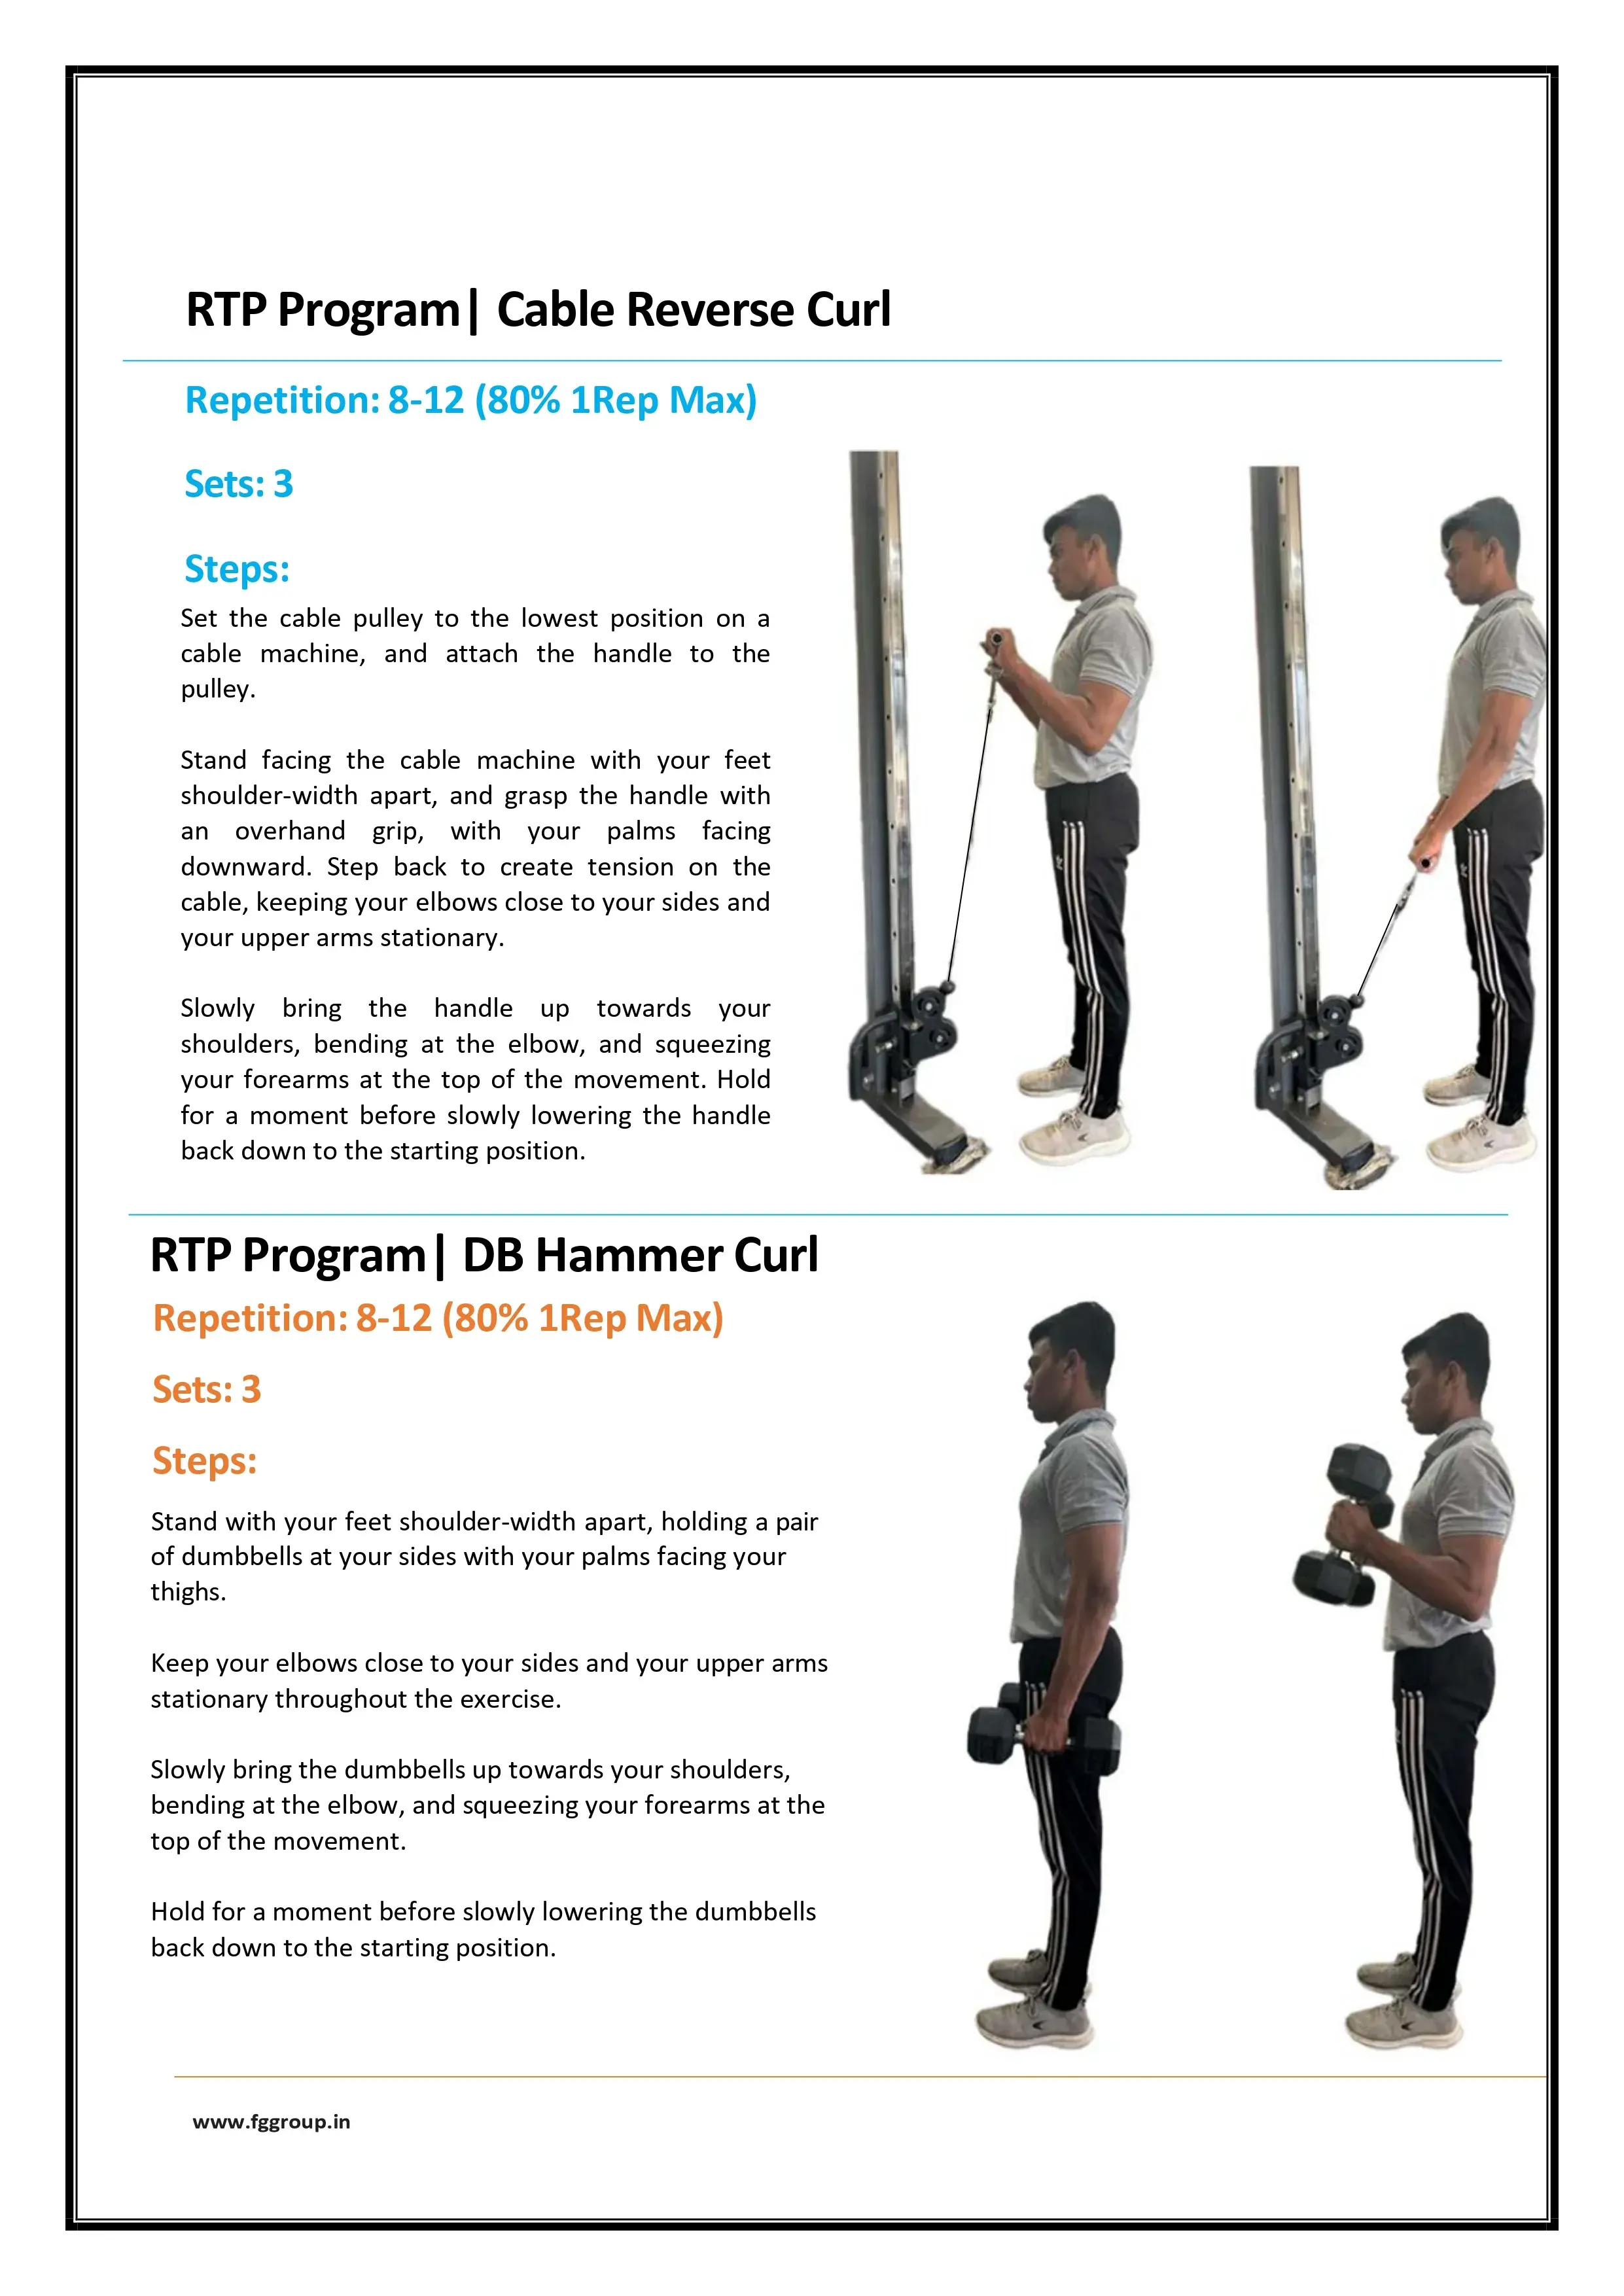 RTP Program| Cable Reverse Curl
Repetition: 8-12 (80% 1Rep Max)
Sets: 3
Steps:
Set the cable pulley to the lowest position on a
cable machine, and attach the handle to the
pulley.
Stand facing the cable machine with your feet
shoulder-width apart, and grasp the handle with
an overhand grip, with your palms facing
downward. Step back to create tension on the
cable, keeping your elbows close to your sides and
your upper arms stationary.
Slowly bring the handle up towards your
shoulders, bending at the elbow, and squeezing
your forearms at the top of the movement. Hold
for a moment before slowly lowering the handle
back down to the starting position.
RTP Program| DB Hammer Curl
Repetition: 8-12 (80% 1Rep Max)
Sets: 3
Steps:
Stand with your feet shoulder-width apart, holding a pair
of dumbbells at your sides with your palms facing your
thighs.
Keep your elbows close to your sides and your upper arms
stationary throughout the exercise.
Slowly bring the dumbbells up towards your shoulders,
bending at the elbow, and squeezing your forearms at the
top of the movement.
Hold for a moment before slowly lowering the dumbbells
back down to the starting position.
www.fggroup.in